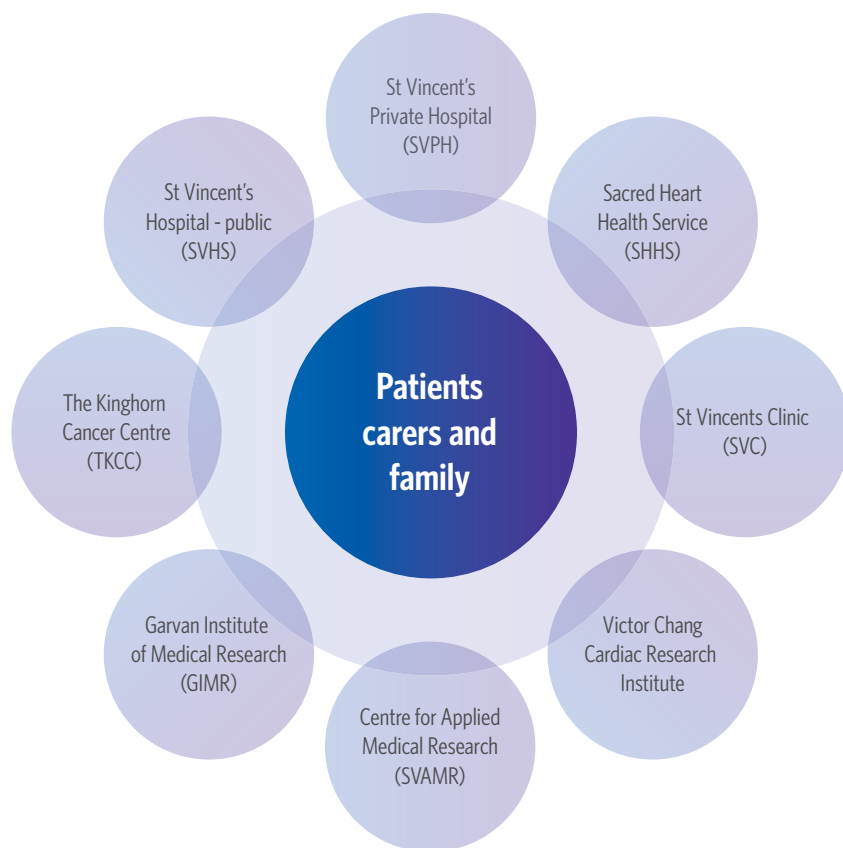 St Vincent's
Private Hospital
(SVPH)
Sacred Heart
Health Service
(SHHS)
St Vincents Clinic
(SVC)
Victor Chang
Cardiac Research
Institute
Centre for Applied
Medical Research
(SVAMR)
Garvan Institute
of Medical Research
(GIMR)
The Kinghorn
Cancer Centre
(TKCC)
St Vincent's
Hospital - public
(SVHS)
Patients
carers and
family